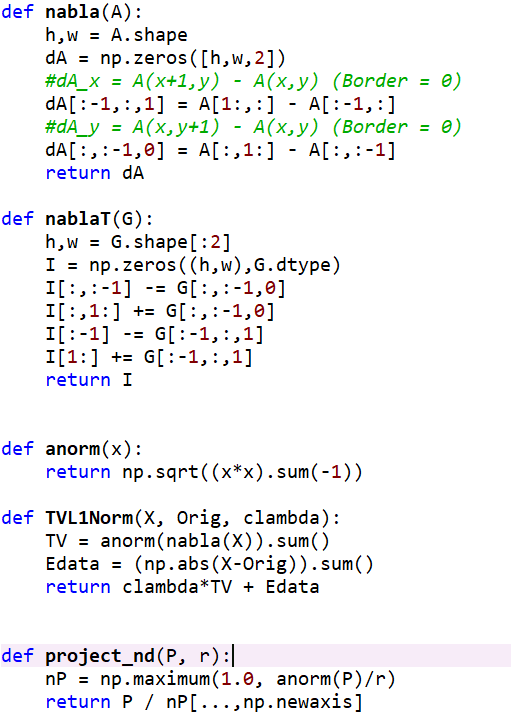 def nabla(A):
    h,w = A.shape
    dA = np.zeros([h,w,2])
    #dA_x = A(x+1,y) - A(x,y) (Border = 0)
    dA[:-1,:,1] = A[1:,:] - A[:-1,:]
    #dA_y = A(x,y+1) - A(x,y) (Border = 0)
    dA[:,:-1,0] = A[:,1:] - A[:,:-1]
    return dA

def nablaT(G):
    h,w = G.shape[:2]
    I = np.zeros((h,w),G.dtype)
    I[:,:-1] -= G[:,:-1,0]
    I[:,1:] += G[:,:-1,0]
    I[:-1] -= G[:-1,:,1]
    I[1:] += G[:-1,:,1]
    return I


def anorm(x):
    return np.sqrt((x*x).sum(-1))

def TVL1Norm(X, Orig, clambda):
    TV = anorm(nabla(X)).sum()
    Edata = (np.abs(X-Orig)).sum()
    return clambda*TV + Edata


def project_nd(P, r):
    nP = np.maximum(1.0, anorm(P)/r)
    return P / nP[...,np.newaxis]